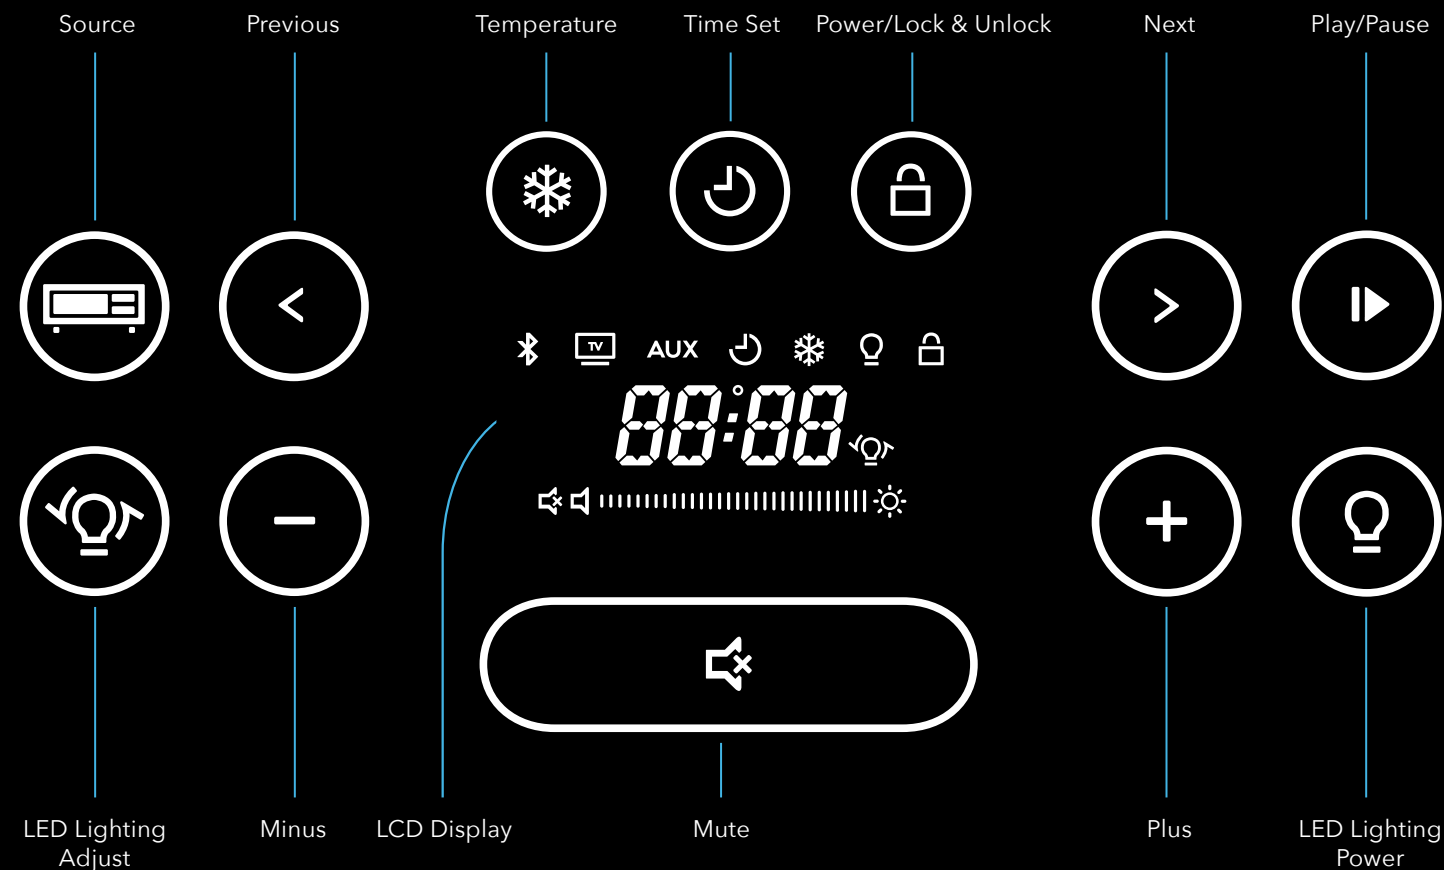 Source
Previous
Temperature
Time Set
Power/Lock & Unlock
Next
Play/Pause
TV
AUX
88:88
LED Lighting
Adjust
Minus
LCD Display
Mute
Plus
LED Lighting
Power